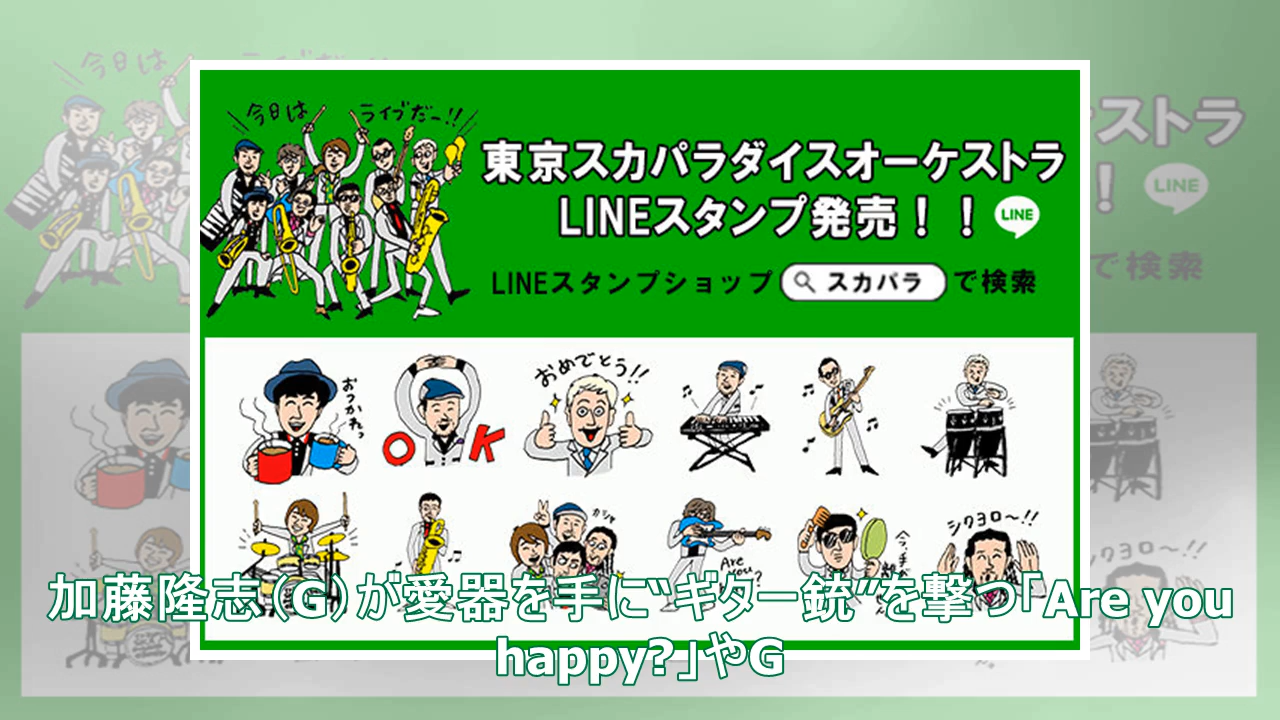 今日は ライブだー!!
東京スカパラダイスオーケストラ
LINEスタンプ発売！！ LINE
LINEスタンプショップ スカパラ で検索
おつかれっ
OK
おめでとう!!
カシャ
Are you
シクヨロ〜!!
加藤隆志（G）が愛器を手に“ギター銃”を撃つ「Are you
happy?」やG